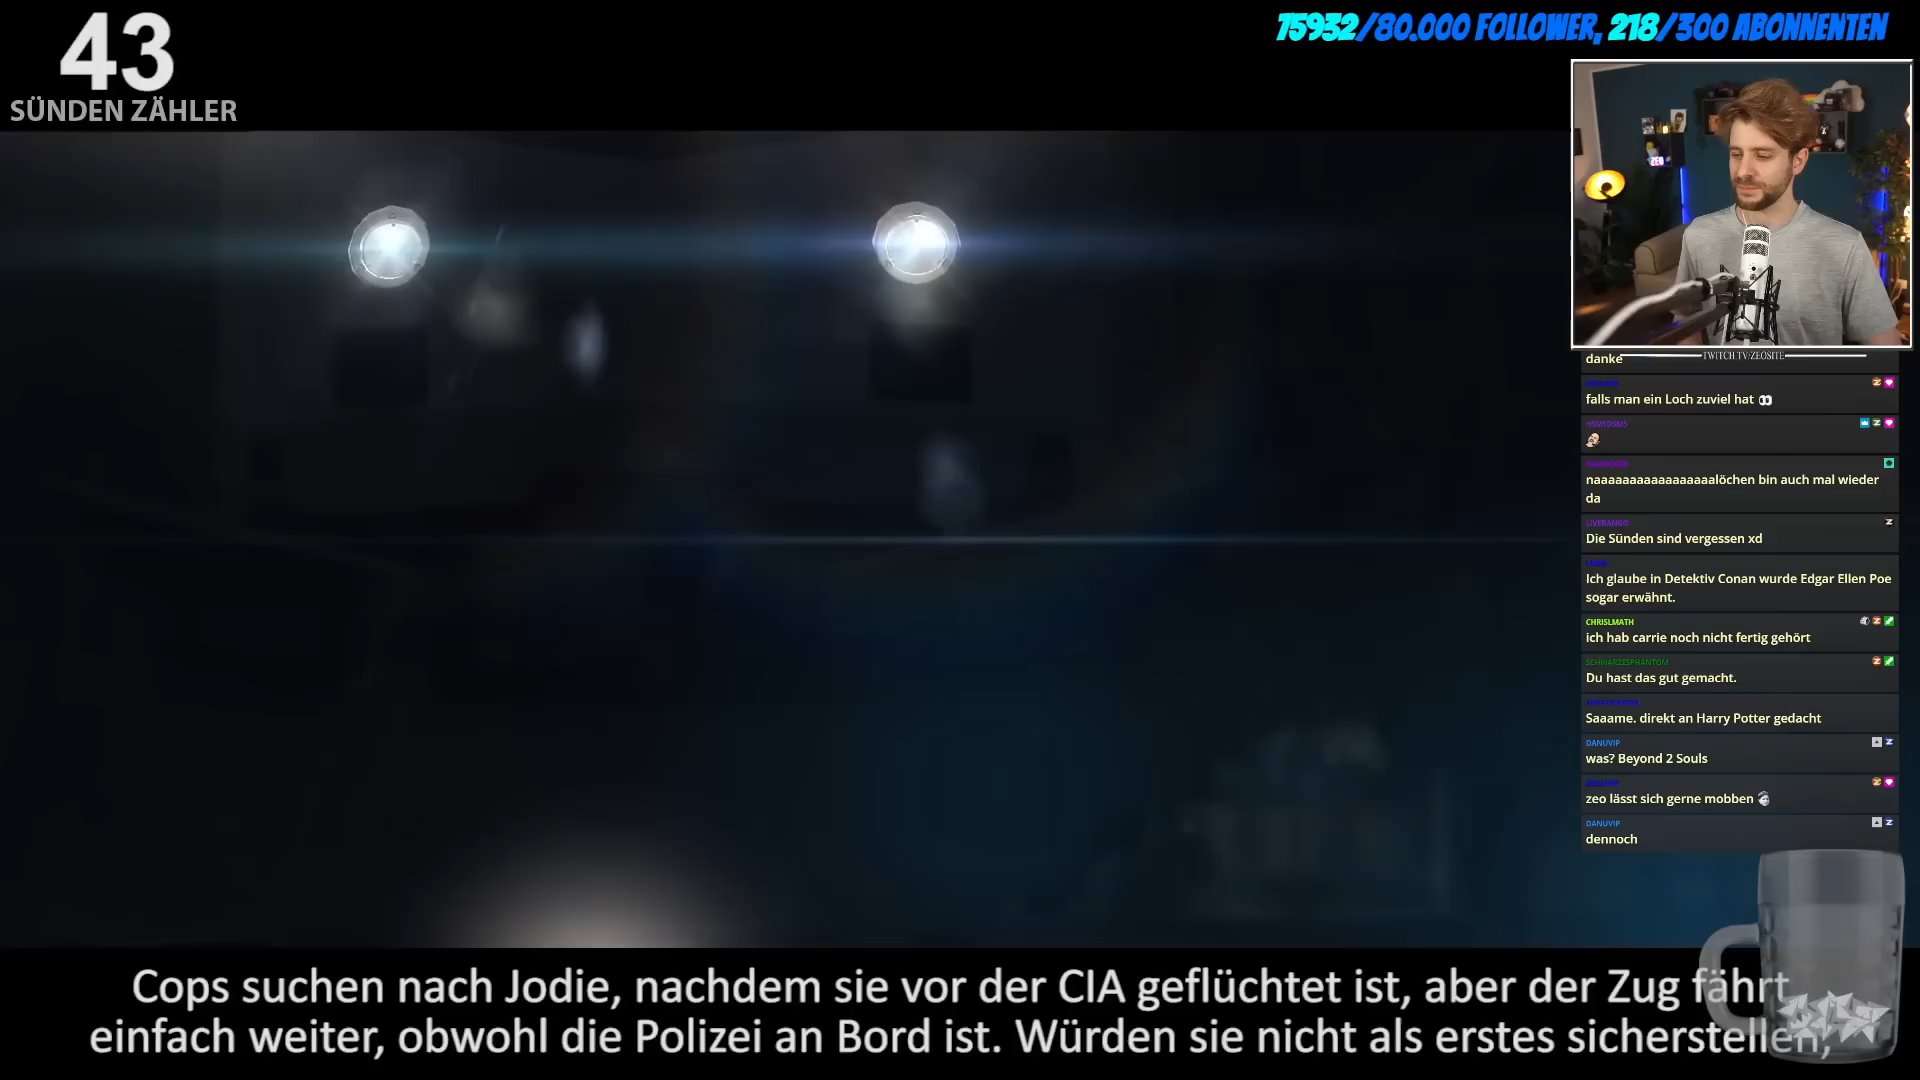 43
SÜNDEN ZÄHLER
75932/80.000 FOLLOWER, 218/300 ABONNENTEN
TWITCH.TV/ZEOSITE
danke
falls man ein Loch zuviel hat
HSMSGSMS
naaaaaaaaaaaaaaaaalöchen bin auch mal wieder
da
LIVERANGO
Die Sünden sind vergessen xd
Ich glaube in Detektiv Conan wurde Edgar Ellen Poe
sogar erwähnt.
CHRISLMATH
ich hab carrie noch nicht fertig gehört
SCHWARZESPHANTOM
Du hast das gut gemacht.
Saaame. direkt an Harry Potter gedacht
DANUVIP
was? Beyond 2 Souls
zeo lässt sich gerne mobben
DANUVIP
dennoch
Cops suchen nach Jodie, nachdem sie vor der CIA geflüchtet ist, aber der Zug fährt
einfach weiter, obwohl die Polizei an Bord ist. Würden sie nicht als erstes sicherstellen,